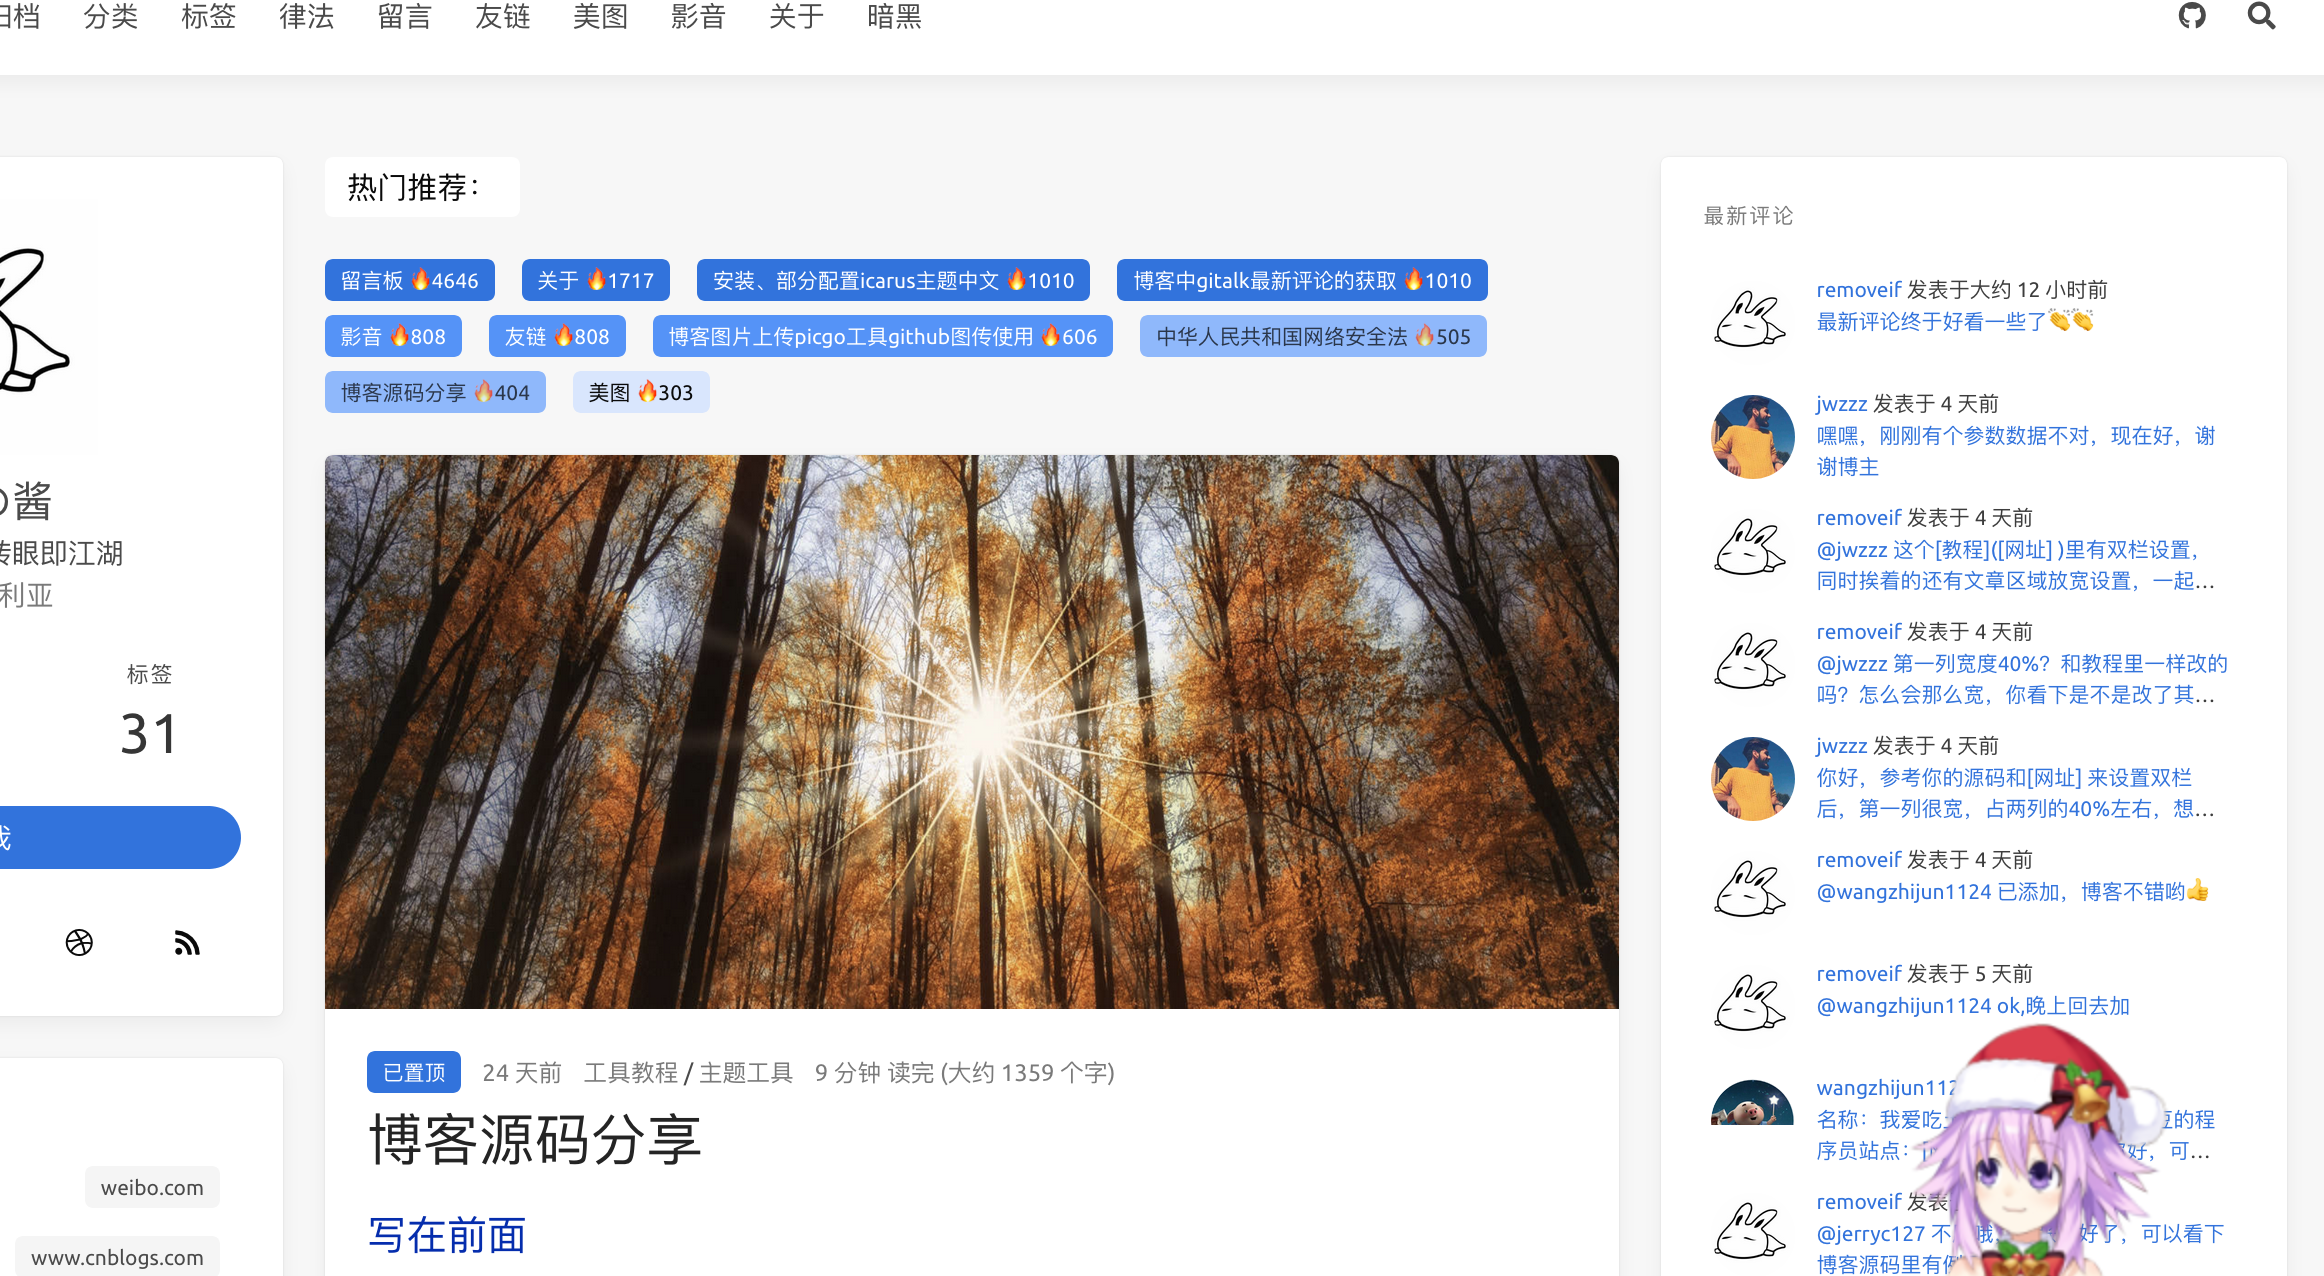 归档 分类 标签 律法 留言 友链 美图 影音 关于 暗黑
酱
转眼即江湖
利亚
标签
31
weibo.com
www.cnblogs.com
热门推荐：
留言板 🔥4646 关于 🔥1717 安装、部分配置icarus主题中文 🔥1010 博客中gitalk最新评论的获取 🔥1010
影音 🔥808 友链 🔥808 博客图片上传picgo工具github图传使用 🔥606 中华人民共和国网络安全法 🔥505
博客源码分享 🔥404 美图 🔥303
已置顶 24 天前 工具教程 / 主题工具 9 分钟 读完 (大约 1359 个字)
博客源码分享
写在前面
最新评论
removeif 发表于大约 12 小时前
最新评论终于好看一些了👏👏
jwzzz 发表于 4 天前
嘿嘿，刚刚有个参数数据不对，现在好，谢
谢博主
removeif 发表于 4 天前
@jwzzz 这个[教程]([网址] )里有双栏设置，
同时挨着的还有文章区域放宽设置，一起...
removeif 发表于 4 天前
@jwzzz 第一列宽度40%？和教程里一样改的
吗？怎么会那么宽，你看下是不是改了其...
jwzzz 发表于 4 天前
你好，参考你的源码和[网址] 来设置双栏
后，第一列很宽，占两列的40%左右，想...
removeif 发表于 4 天前
@wangzhijun1124 已添加，博客不错哟👍
removeif 发表于 5 天前
@wangzhijun1124 ok,晚上回去加
wangzhijun112
名称：我爱吃 豆的程
序员站点： 好，可...
removeif 发表
@jerryc127 不 哦 好了，可以看下
博客源码里有